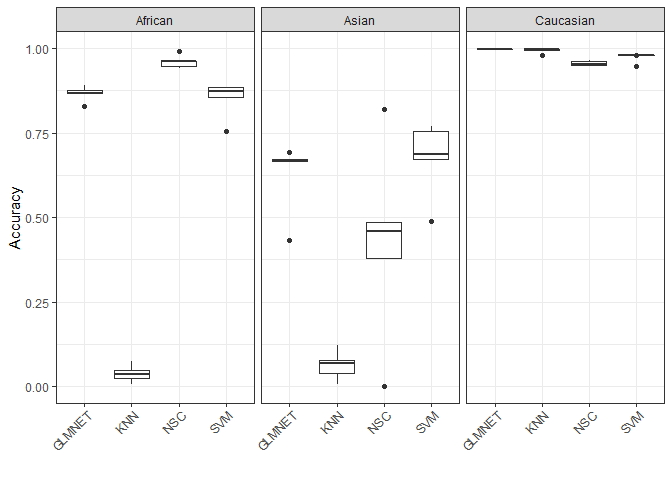 African
Asian
Caucasian
Accuracy
1.00
0.75
0.50
0.25
0.00
GLMNET
KNN
NSC
SVM
GLMNET
KNN
NSC
SVM
GLMNET
KNN
NSC
SVM